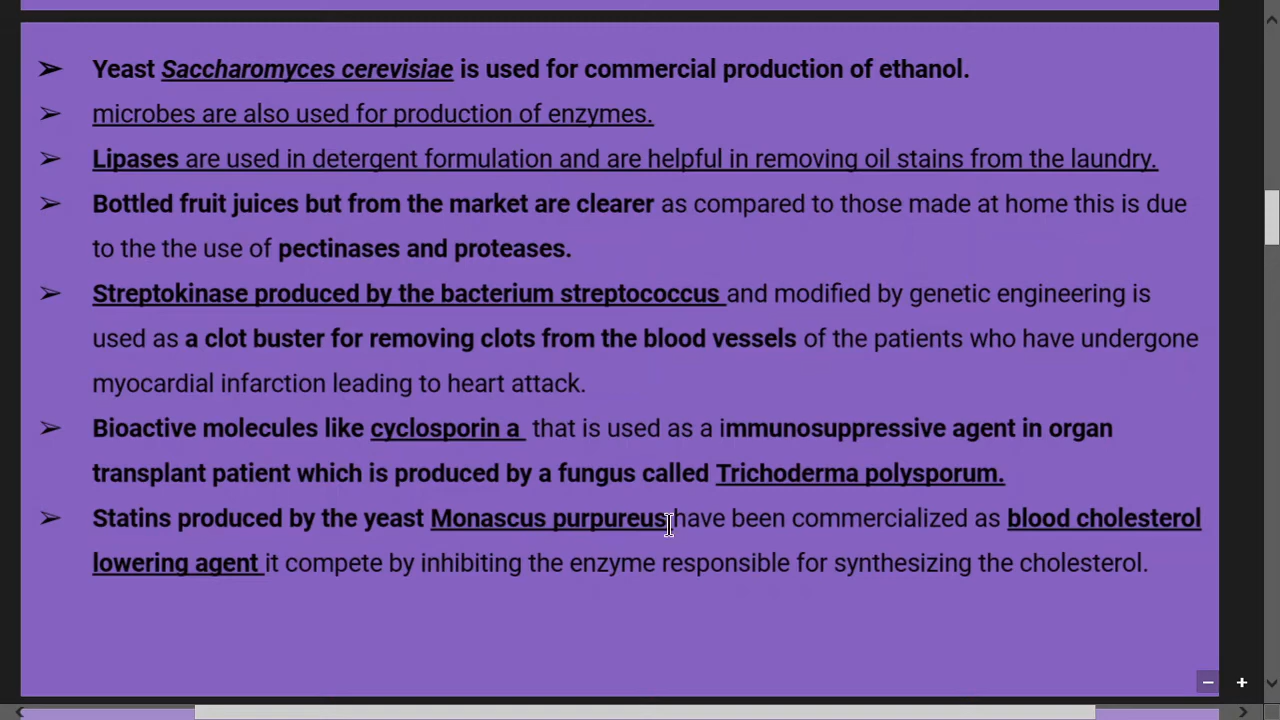 ➢ Yeast Saccharomyces cerevisiae is used for commercial production of ethanol.
➢ microbes are also used for production of enzymes.
➢ Lipases are used in detergent formulation and are helpful in removing oil stains from the laundry.
➢ Bottled fruit juices but from the market are clearer as compared to those made at home this is due
to the the use of pectinases and proteases.
➢ Streptokinase produced by the bacterium streptococcus and modified by genetic engineering is
used as a clot buster for removing clots from the blood vessels of the patients who have undergone
myocardial infarction leading to heart attack.
➢ Bioactive molecules like cyclosporin a that is used as a immunosuppressive agent in organ
transplant patient which is produced by a fungus called Trichoderma polysporum.
➢ Statins produced by the yeast Monascus purpureus have been commercialized as blood cholesterol
lowering agent it compete by inhibiting the enzyme responsible for synthesizing the cholesterol.